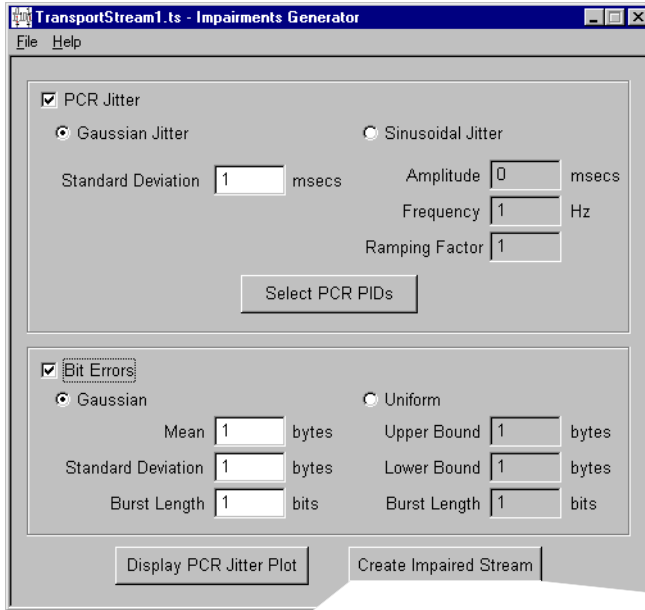 TransportStream1.ts - Impairments Generator
File Help
PCR Jitter
Gaussian Jitter
Sinusoidal Jitter
Standard Deviation 1 msecs
Amplitude 0 msecs
Frequency 1 Hz
Ramping Factor 1
Select PCR PIDs
Bit Errors
Gaussian
Uniform
Mean 1 bytes
Upper Bound 1 bytes
Standard Deviation 1 bytes
Lower Bound 1 bytes
Burst Length 1 bits
Burst Length 1 bits
Display PCR Jitter Plot
Create Impaired Stream